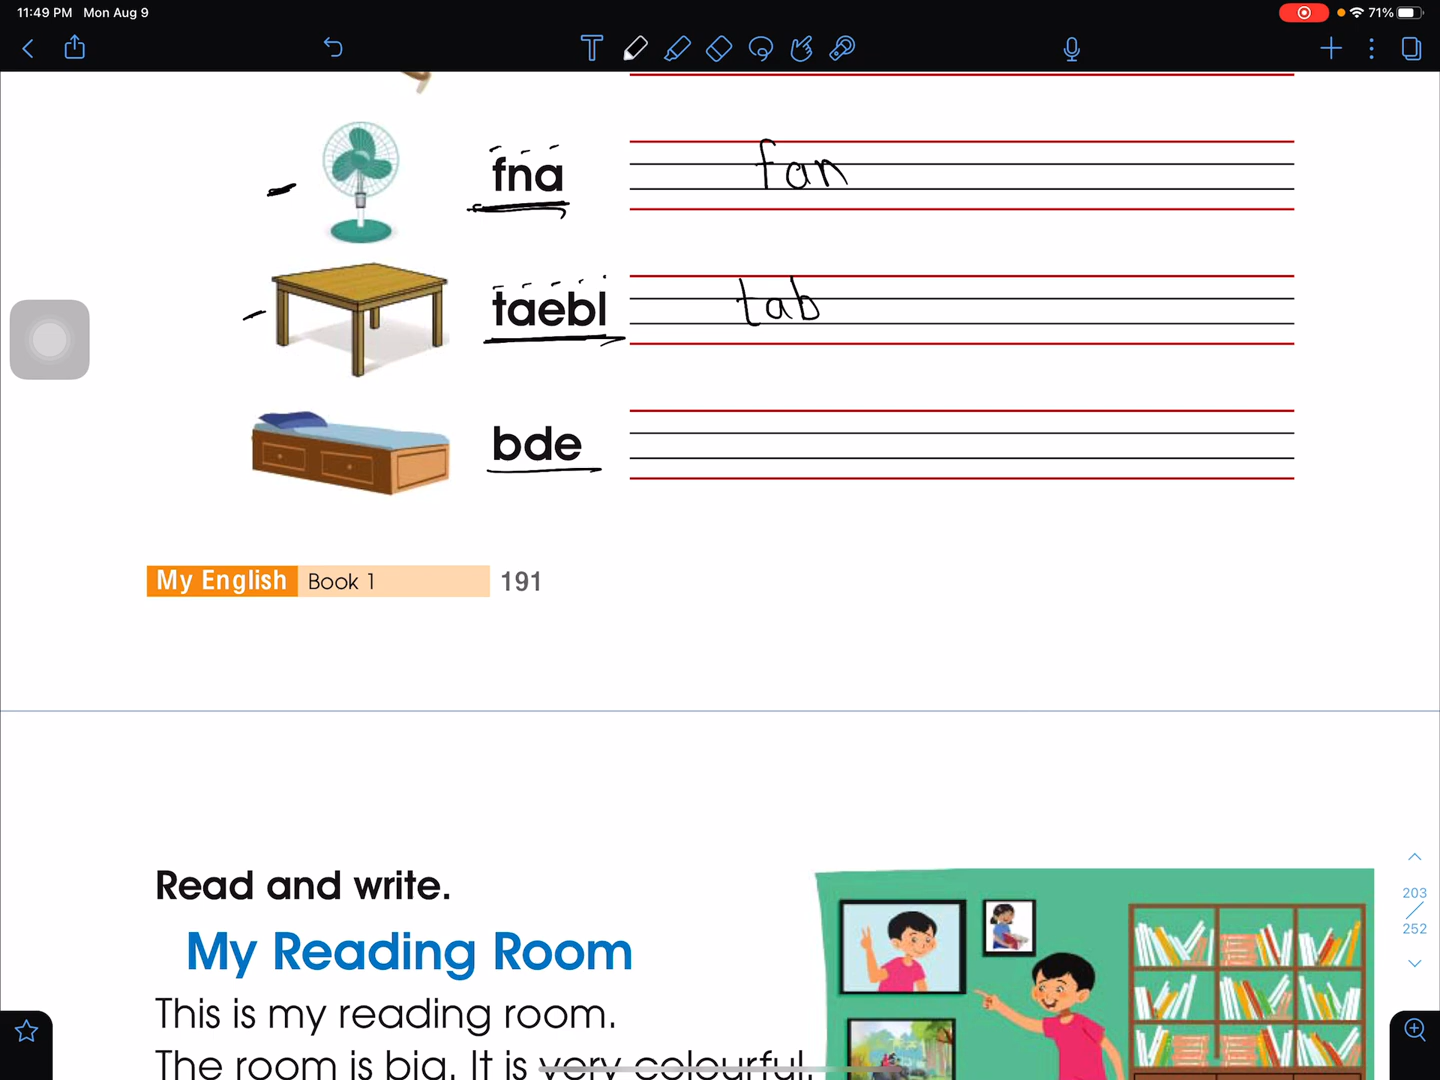 11:49 PM Mon Aug 9
71%
fna fan
taebl tab
bde
My English Book 1 191
Read and write.
My Reading Room
This is my reading room.
The room is big. It is very colourful.
203
252